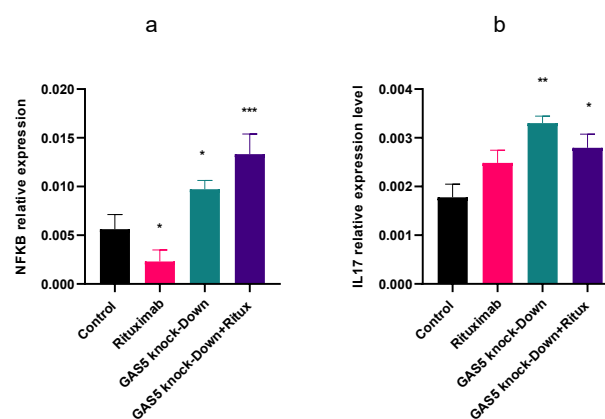 a
NFKB relative expression
0.020
0.015
0.010
0.005
0.000
*
*
***
Control
Rituximab
GAS5 knock-Down
GAS5 knock-Down+Ritux
b
IL17 relative expression level
0.004
0.003
0.002
0.001
0.000
**
*
Control
Rituximab
GAS5 knock-Down
GAS5 knock-Down+Ritux